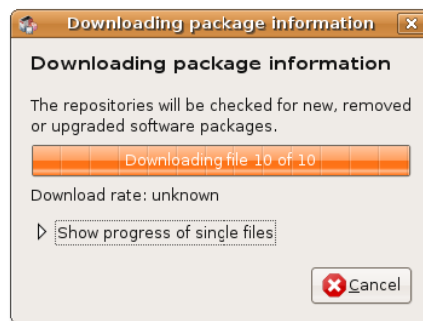 Downloading package information
Downloading package information
The repositories will be checked for new, removed
or upgraded software packages.
Downloading file 10 of 10
Download rate: unknown
Show progress of single files
Cancel